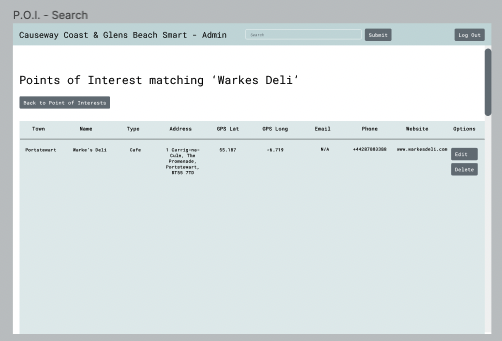 P.O.I. - Search
Causeway Coast & Glens Beach Smart - Admin
Search
Submit
Log Out
Points of Interest matching ‘Warkes Deli’
Back to Point of Interests
Town Name Type Address GPS Lat GPS Long Email Phone Website Options
Portstewart Warke's Deli Cafe 1 Carrig-na-Cule, The Promenade, Portstewart, BT55 7TD 55.187 -6.719 N/A www.warkesdeli.com
Edit
Delete